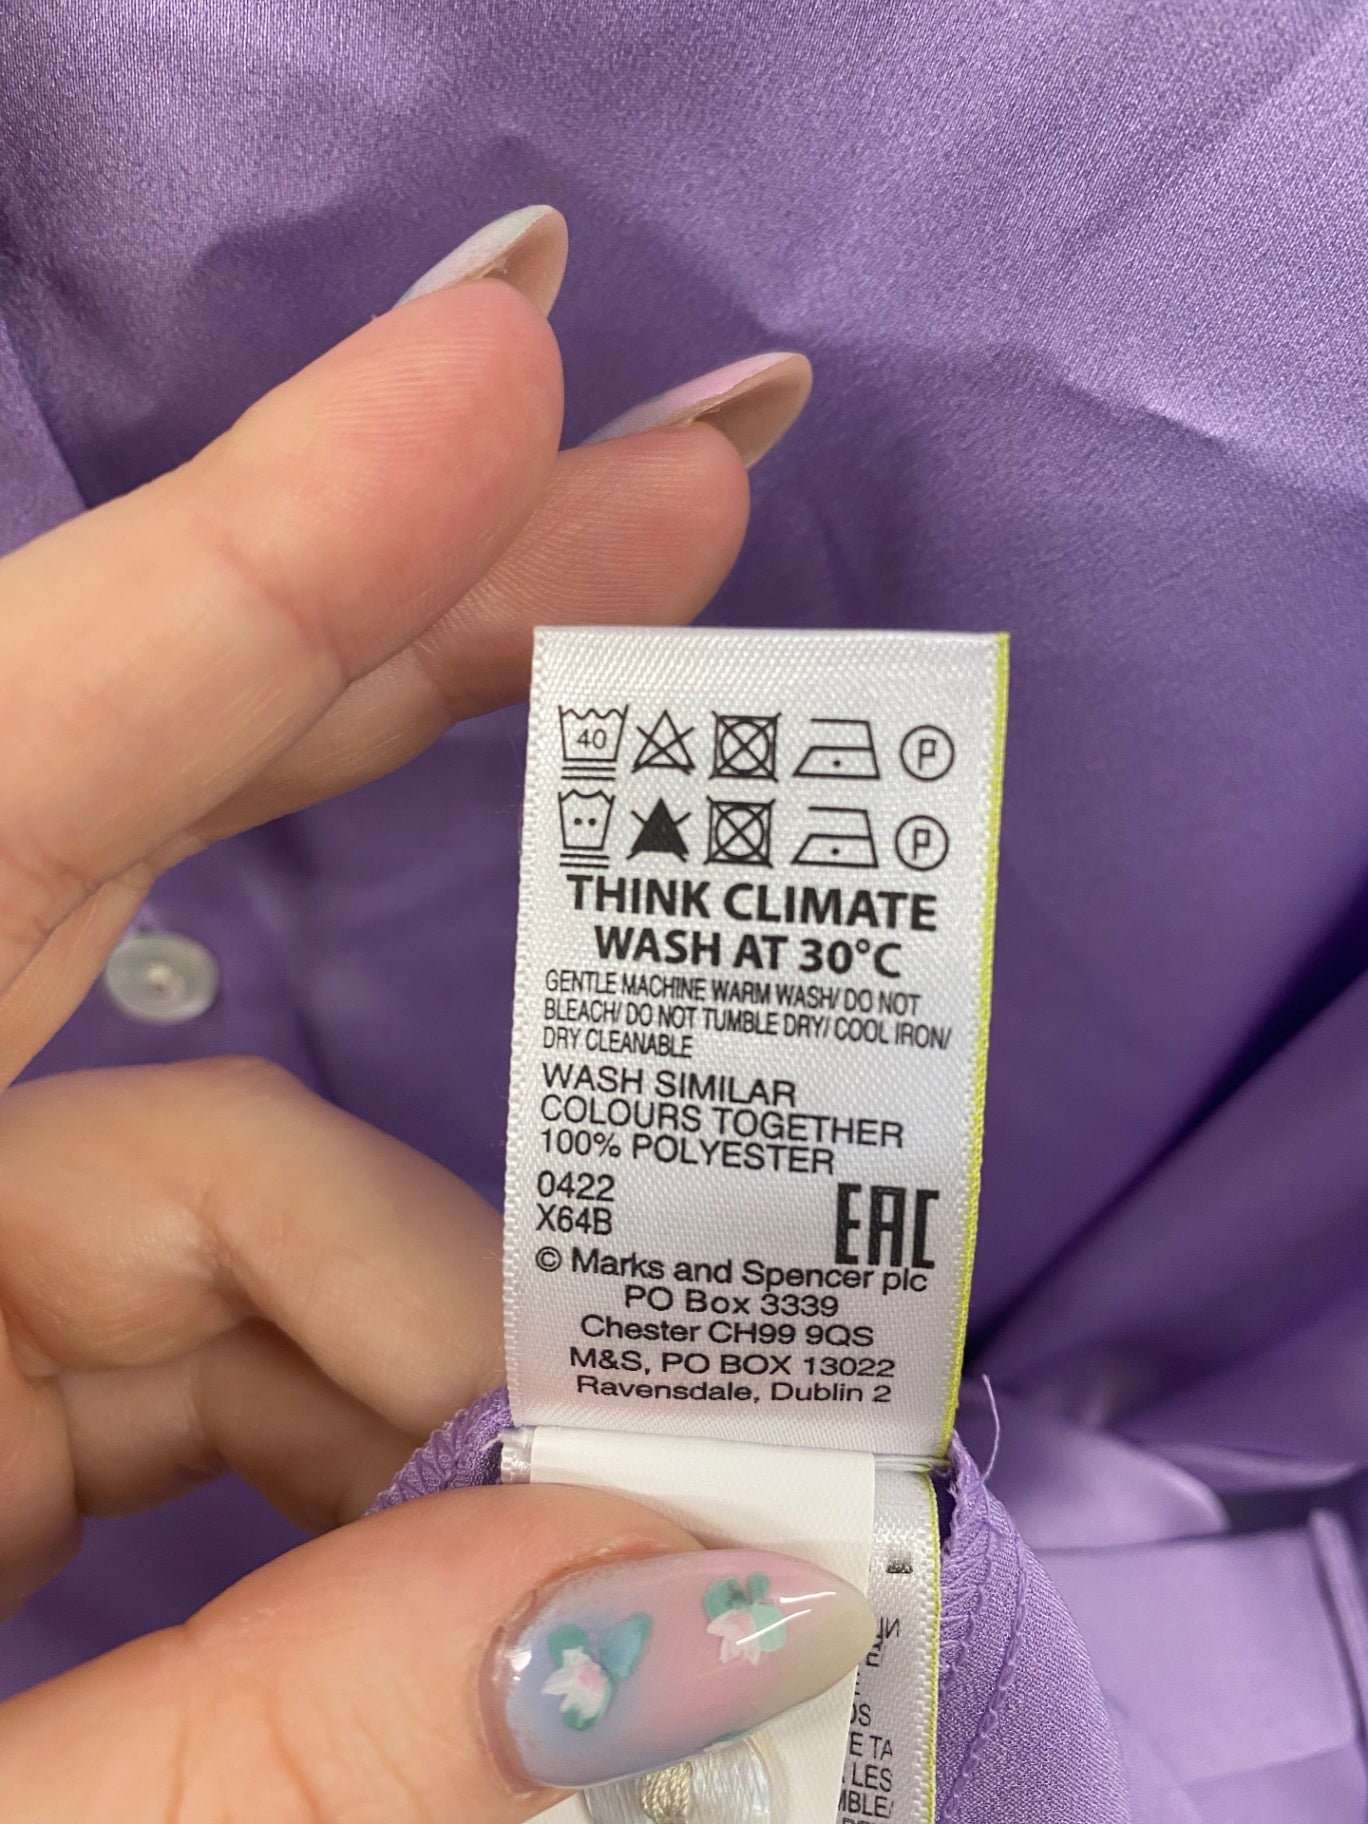 40
P
P
THINK CLIMATE
WASH AT 30°C
GENTLE MACHINE WARM WASH/ DO NOT
BLEACH/ DO NOT TUMBLE DRY/ COOL IRON/
DRY CLEANABLE
WASH SIMILAR
COLOURS TOGETHER
100% POLYESTER
0422
X64B
EAC
© Marks and Spencer plc
PO Box 3339
Chester CH99 9QS
M&S, PO BOX 13022
Ravensdale, Dublin 2
E TA
LES